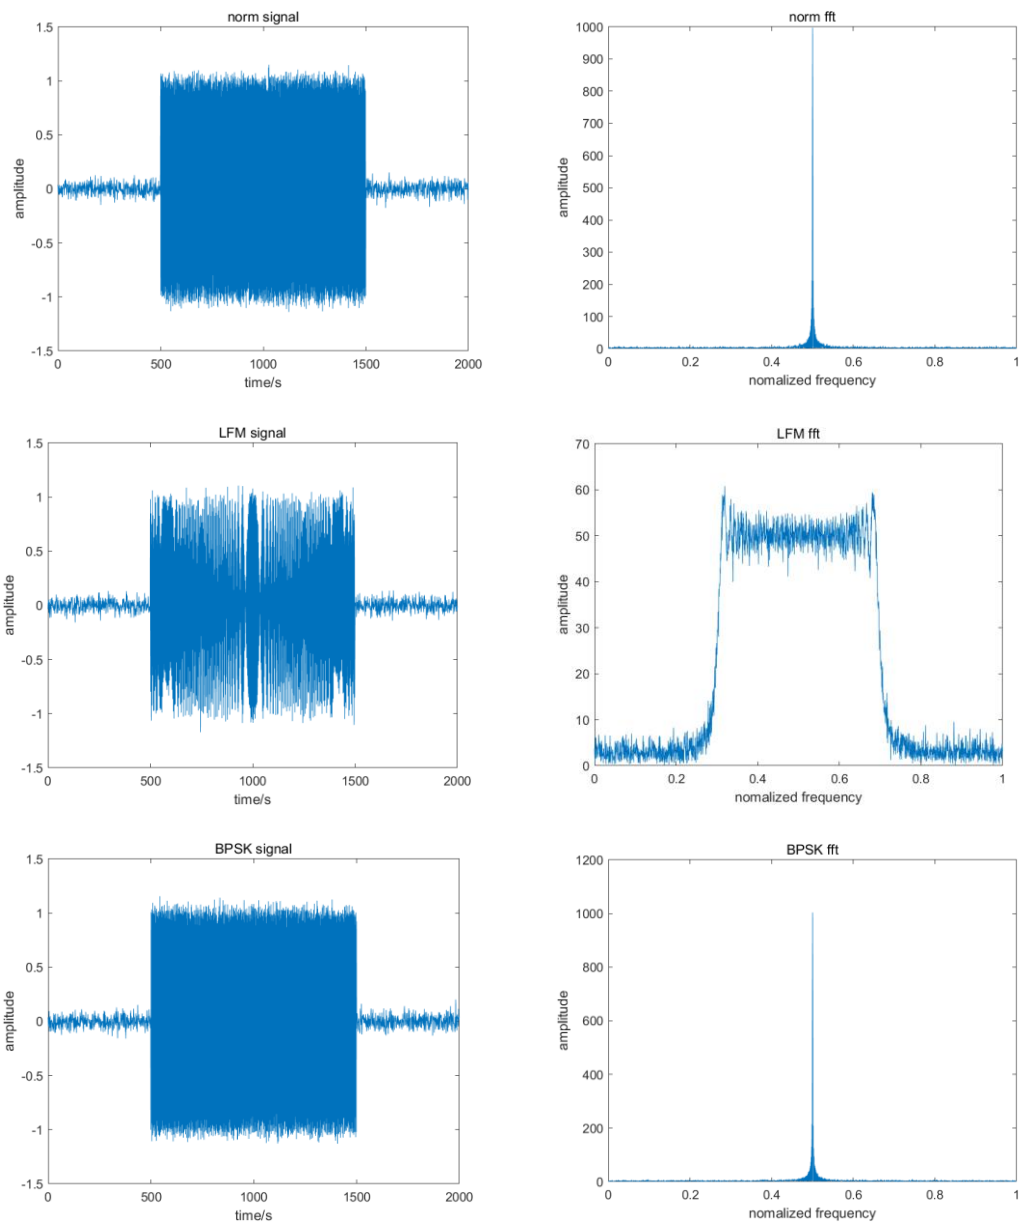 norm signal
1.5
1
0.5
0
-0.5
-1
-1.5
amplitude
0 500 1000 1500 2000
time/s
norm fft
1000
900
800
700
600
500
400
300
200
100
0
amplitude
0 0.2 0.4 0.6 0.8 1
nomalized frequency
LFM signal
1.5
1
0.5
0
-0.5
-1
-1.5
amplitude
0 500 1000 1500 2000
time/s
LFM fft
70
60
50
40
30
20
10
0
amplitude
0 0.2 0.4 0.6 0.8 1
nomalized frequency
BPSK signal
1.5
1
0.5
0
-0.5
-1
-1.5
amplitude
0 500 1000 1500 2000
time/s
BPSK fft
1200
1000
800
600
400
200
0
amplitude
0 0.2 0.4 0.6 0.8 1
nomalized frequency